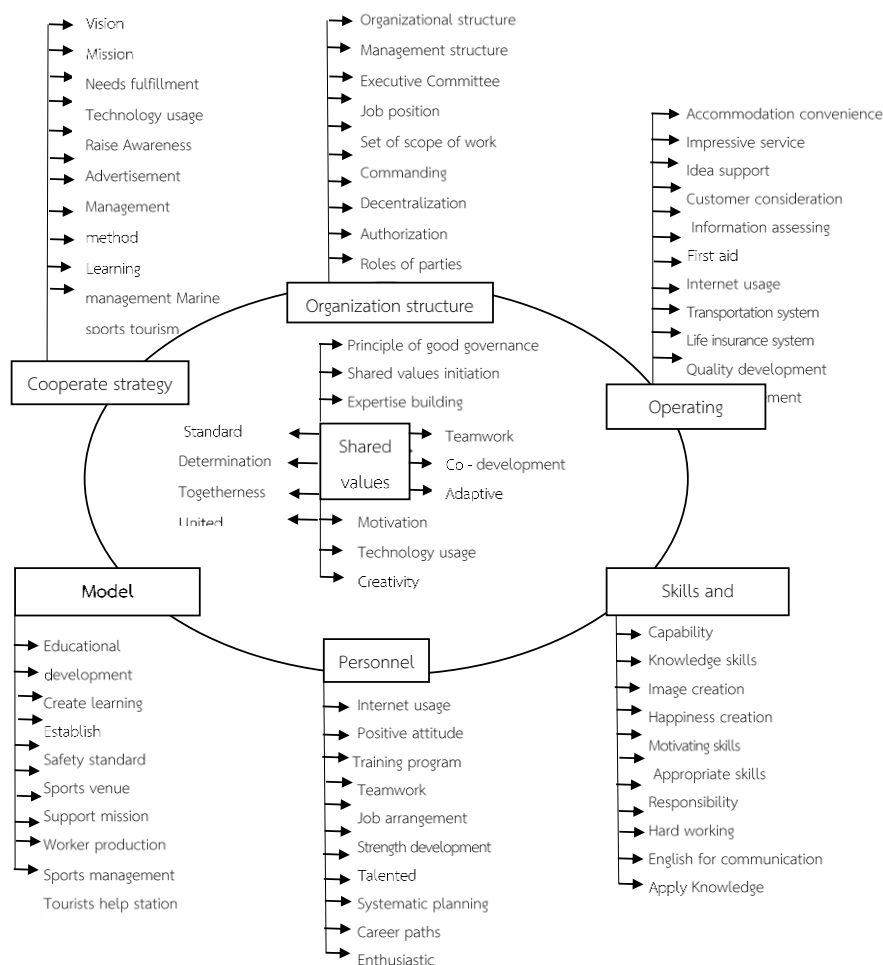 Vision
Mission
Needs fulfillment
Technology usage
Raise Awareness
Advertisement
Management
method
Learning
management Marine
sports tourism
Cooperate strategy
Organizational structure
Management structure
Executive Committee
Job position
Set of scope of work
Commanding
Decentralization
Authorization
Roles of parties
Organization structure
Accommodation convenience
Impressive service
Idea support
Customer consideration
Information assessing
First aid
Internet usage
Transportation system
Life insurance system
Quality development
ment
Operating
Principle of good governance
Shared values initiation
Expertise building
Standard
Determination
Togetherness
United
Shared
values
Teamwork
Co - development
Adaptive
Motivation
Technology usage
Creativity
Model
Educational
development
Create learning
Establish
Safety standard
Sports venue
Support mission
Worker production
Sports management
Tourists help station
Personnel
Internet usage
Positive attitude
Training program
Teamwork
Job arrangement
Strength development
Talented
Systematic planning
Career paths
Enthusiastic
Skills and
Capability
Knowledge skills
Image creation
Happiness creation
Motivating skills
Appropriate skills
Responsibility
Hard working
English for communication
Apply Knowledge